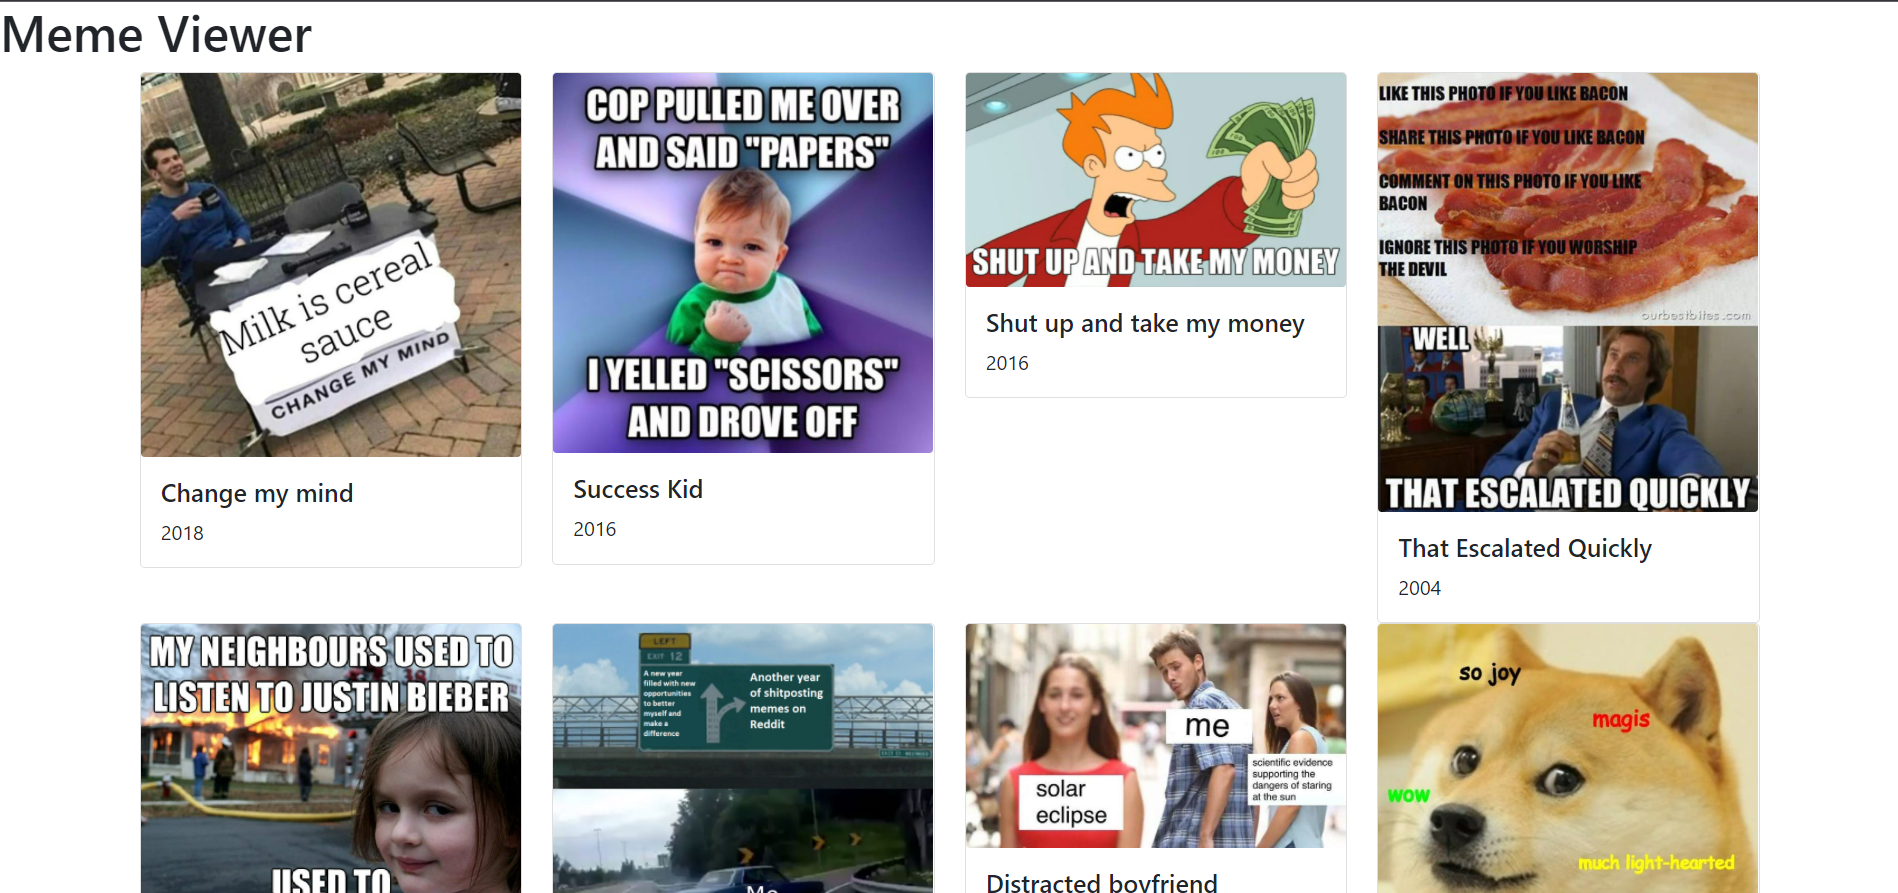 Meme Viewer
Milk is cereal
sauce
CHANGE MY MIND
Change my mind
2018
COP PULLED ME OVER
AND SAID "PAPERS"
I YELLED "SCISSORS"
AND DROVE OFF
Success Kid
2016
SHUT UP AND TAKE MY MONEY
Shut up and take my money
2016
LIKE THIS PHOTO IF YOU LIKE BACON
SHARE THIS PHOTO IF YOU LIKE BACON
COMMENT ON THIS PHOTO IF YOU LIKE
BACON
IGNORE THIS PHOTO IF YOU WORSHIP
THE DEVIL
ourbestbites.com
WELL
THAT ESCALATED QUICKLY
That Escalated Quickly
2004
MY NEIGHBOURS USED TO
LISTEN TO JUSTIN BIEBER
USED TO
LEFT
EXIT 12
A new year
filled with new
opportunities
to better
myself and
make a
difference
Another year
of shitposting
memes on
Reddit
Me
solar
eclipse
me
scientific evidence
supporting the
dangers of staring
at the sun
Distracted boyfriend
so joy
magis
wow
much light-hearted